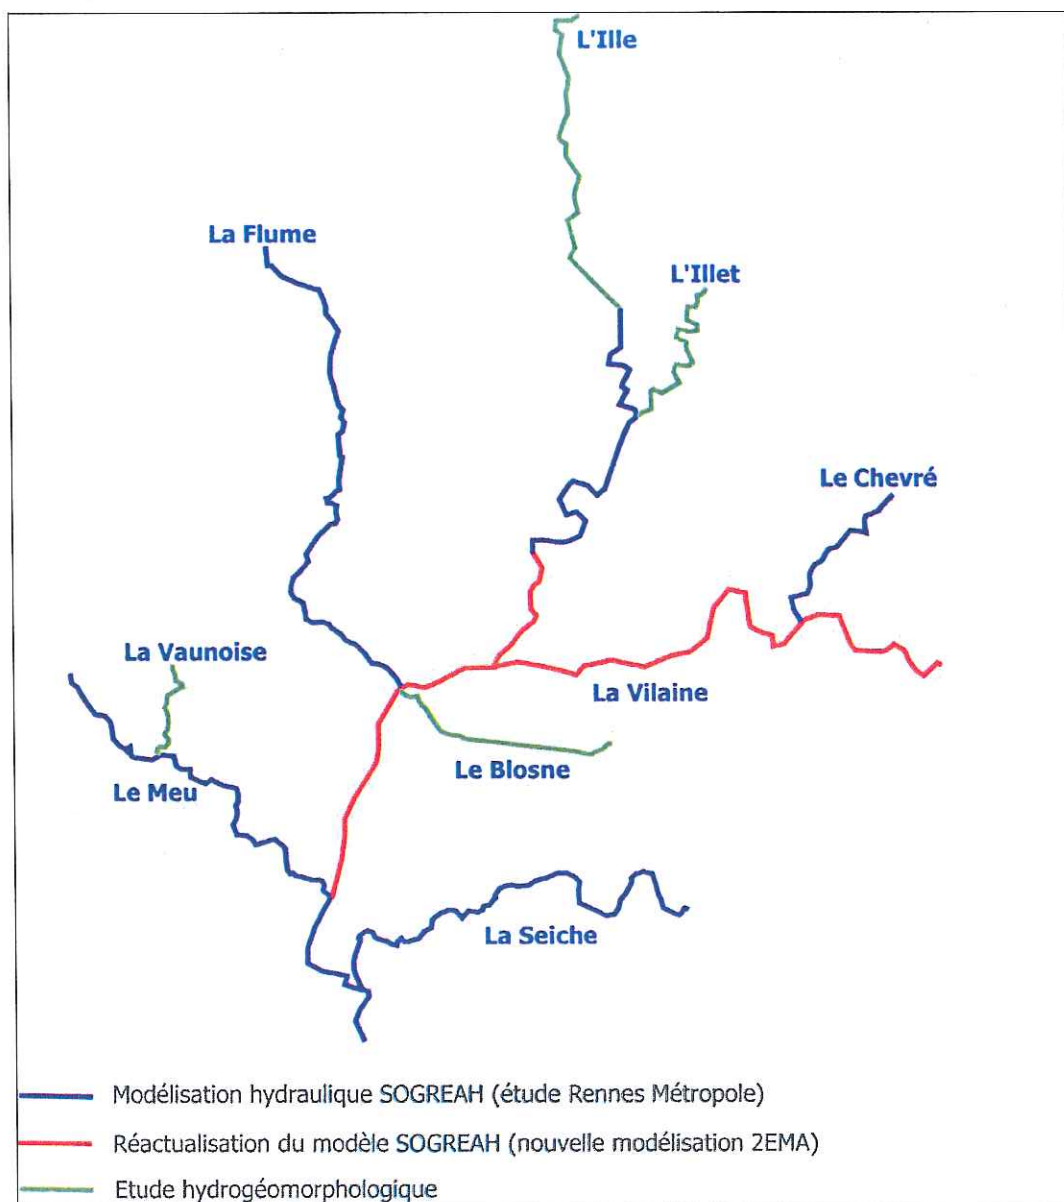 L'Ille
La Flume
L'Illet
Le Chevré
La Vaunoise
La Vilaine
Le Blosne
Le Meu
La Seiche
Modélisation hydraulique SOGREAH (étude Rennes Métropole)
Réactualisation du modèle SOGREAH (nouvelle modélisation 2EMA)
Etude hydrogéomorphologique